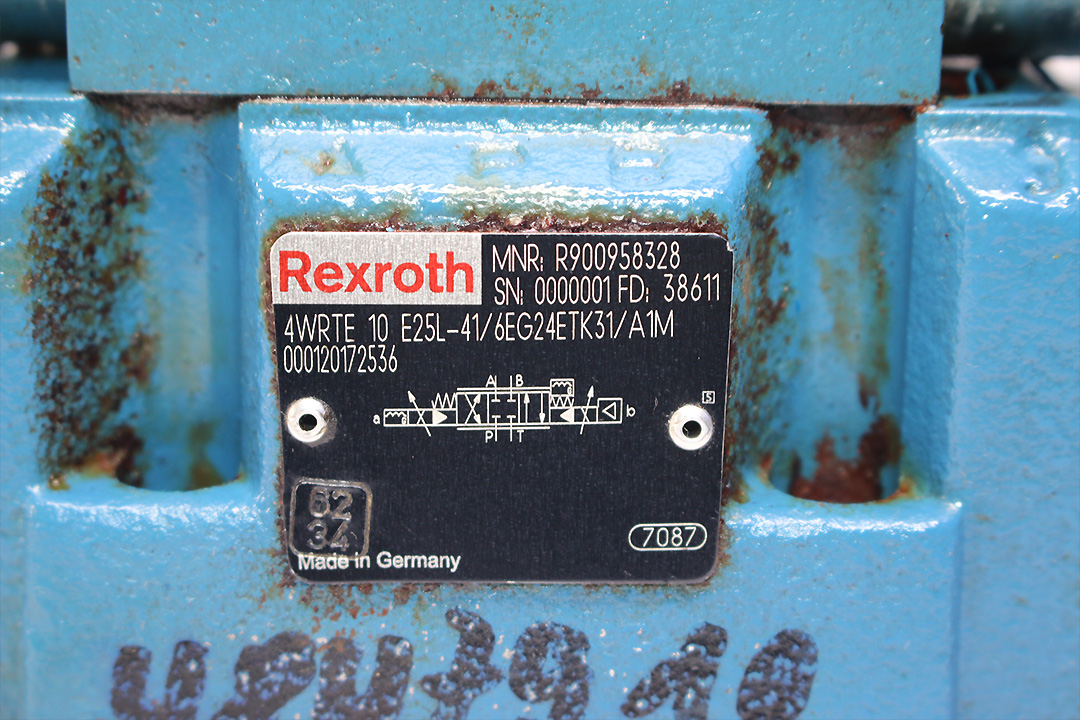 A P B
Rexroth
MNR: R900958328
SN: 0000001 FD: 38611
4WRTE 10 E25L-41/6EG24ETK31/A1M
000120172536
A B
G
a G b
S
P T
62
34
7087
Made in Germany